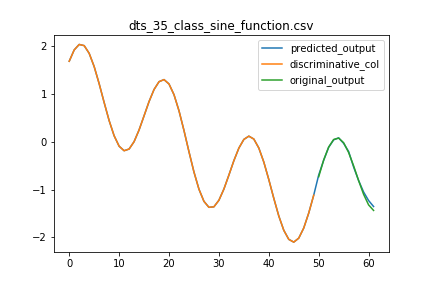 dts_35_class_sine_function.csv
predicted_output
discriminative_col
original_output
2
1
0
−1
−2
0 10 20 30 40 50 60